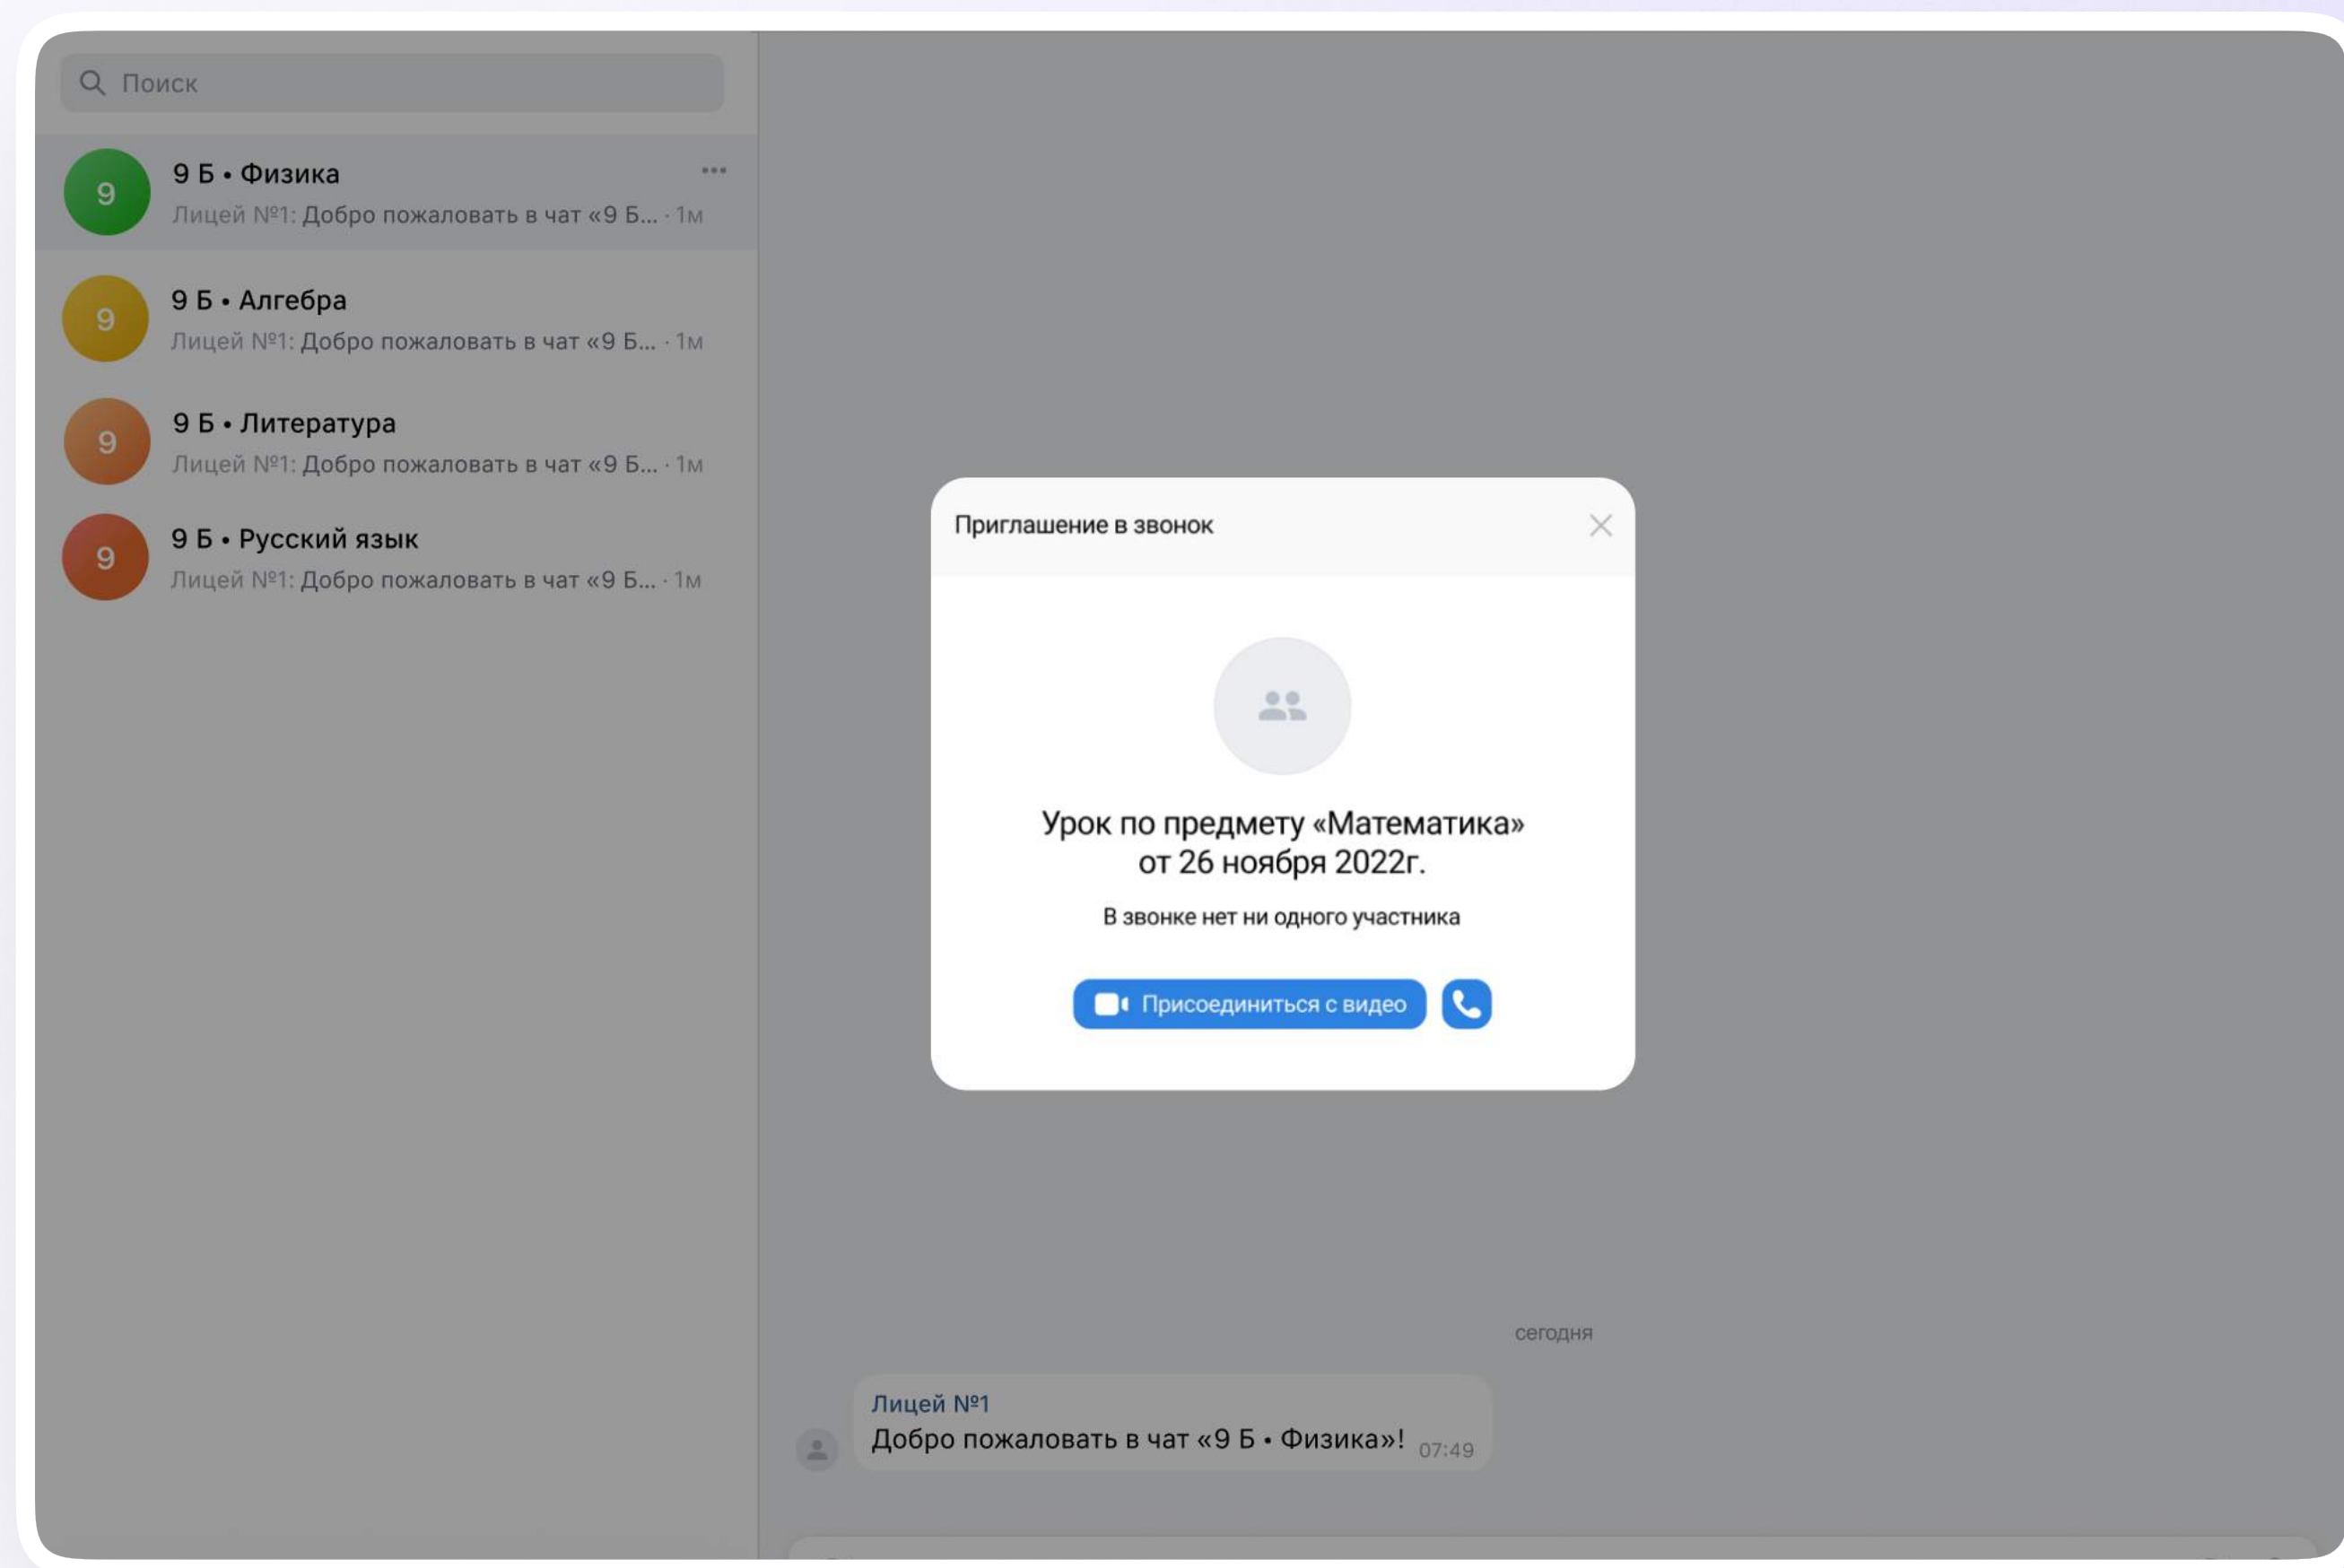 Поиск
9
9 Б • Физика
Лицей №1: Добро пожаловать в чат «9 Б... · 1м
9
9 Б • Алгебра
Лицей №1: Добро пожаловать в чат «9 Б... · 1м
9
9 Б • Литература
Лицей №1: Добро пожаловать в чат «9 Б... · 1м
9
9 Б • Русский язык
Лицей №1: Добро пожаловать в чат «9 Б... · 1м
Приглашение в звонок
Урок по предмету «Математика»
от 26 ноября 2022г.
В звонке нет ни одного участника
Присоединиться с видео
сегодня
Лицей №1
Добро пожаловать в чат «9 Б • Физика»! 07:49